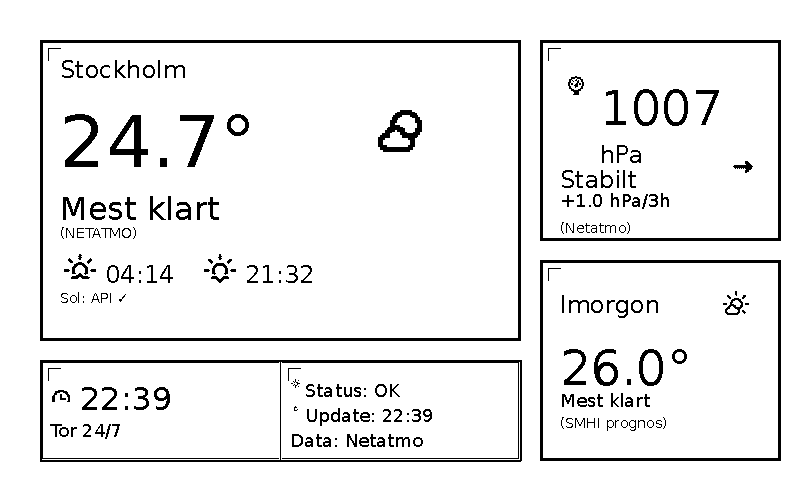 Stockholm
24.7°
Mest klart
(NETATMO)
04:14 21:32
Sol: API ✓
1007
hPa
Stabilt
+1.0 hPa/3h
(Netatmo)
Imorgon
26.0°
Mest klart
(SMHI prognos)
22:39
Tor 24/7
Status: OK
Update: 22:39
Data: Netatmo